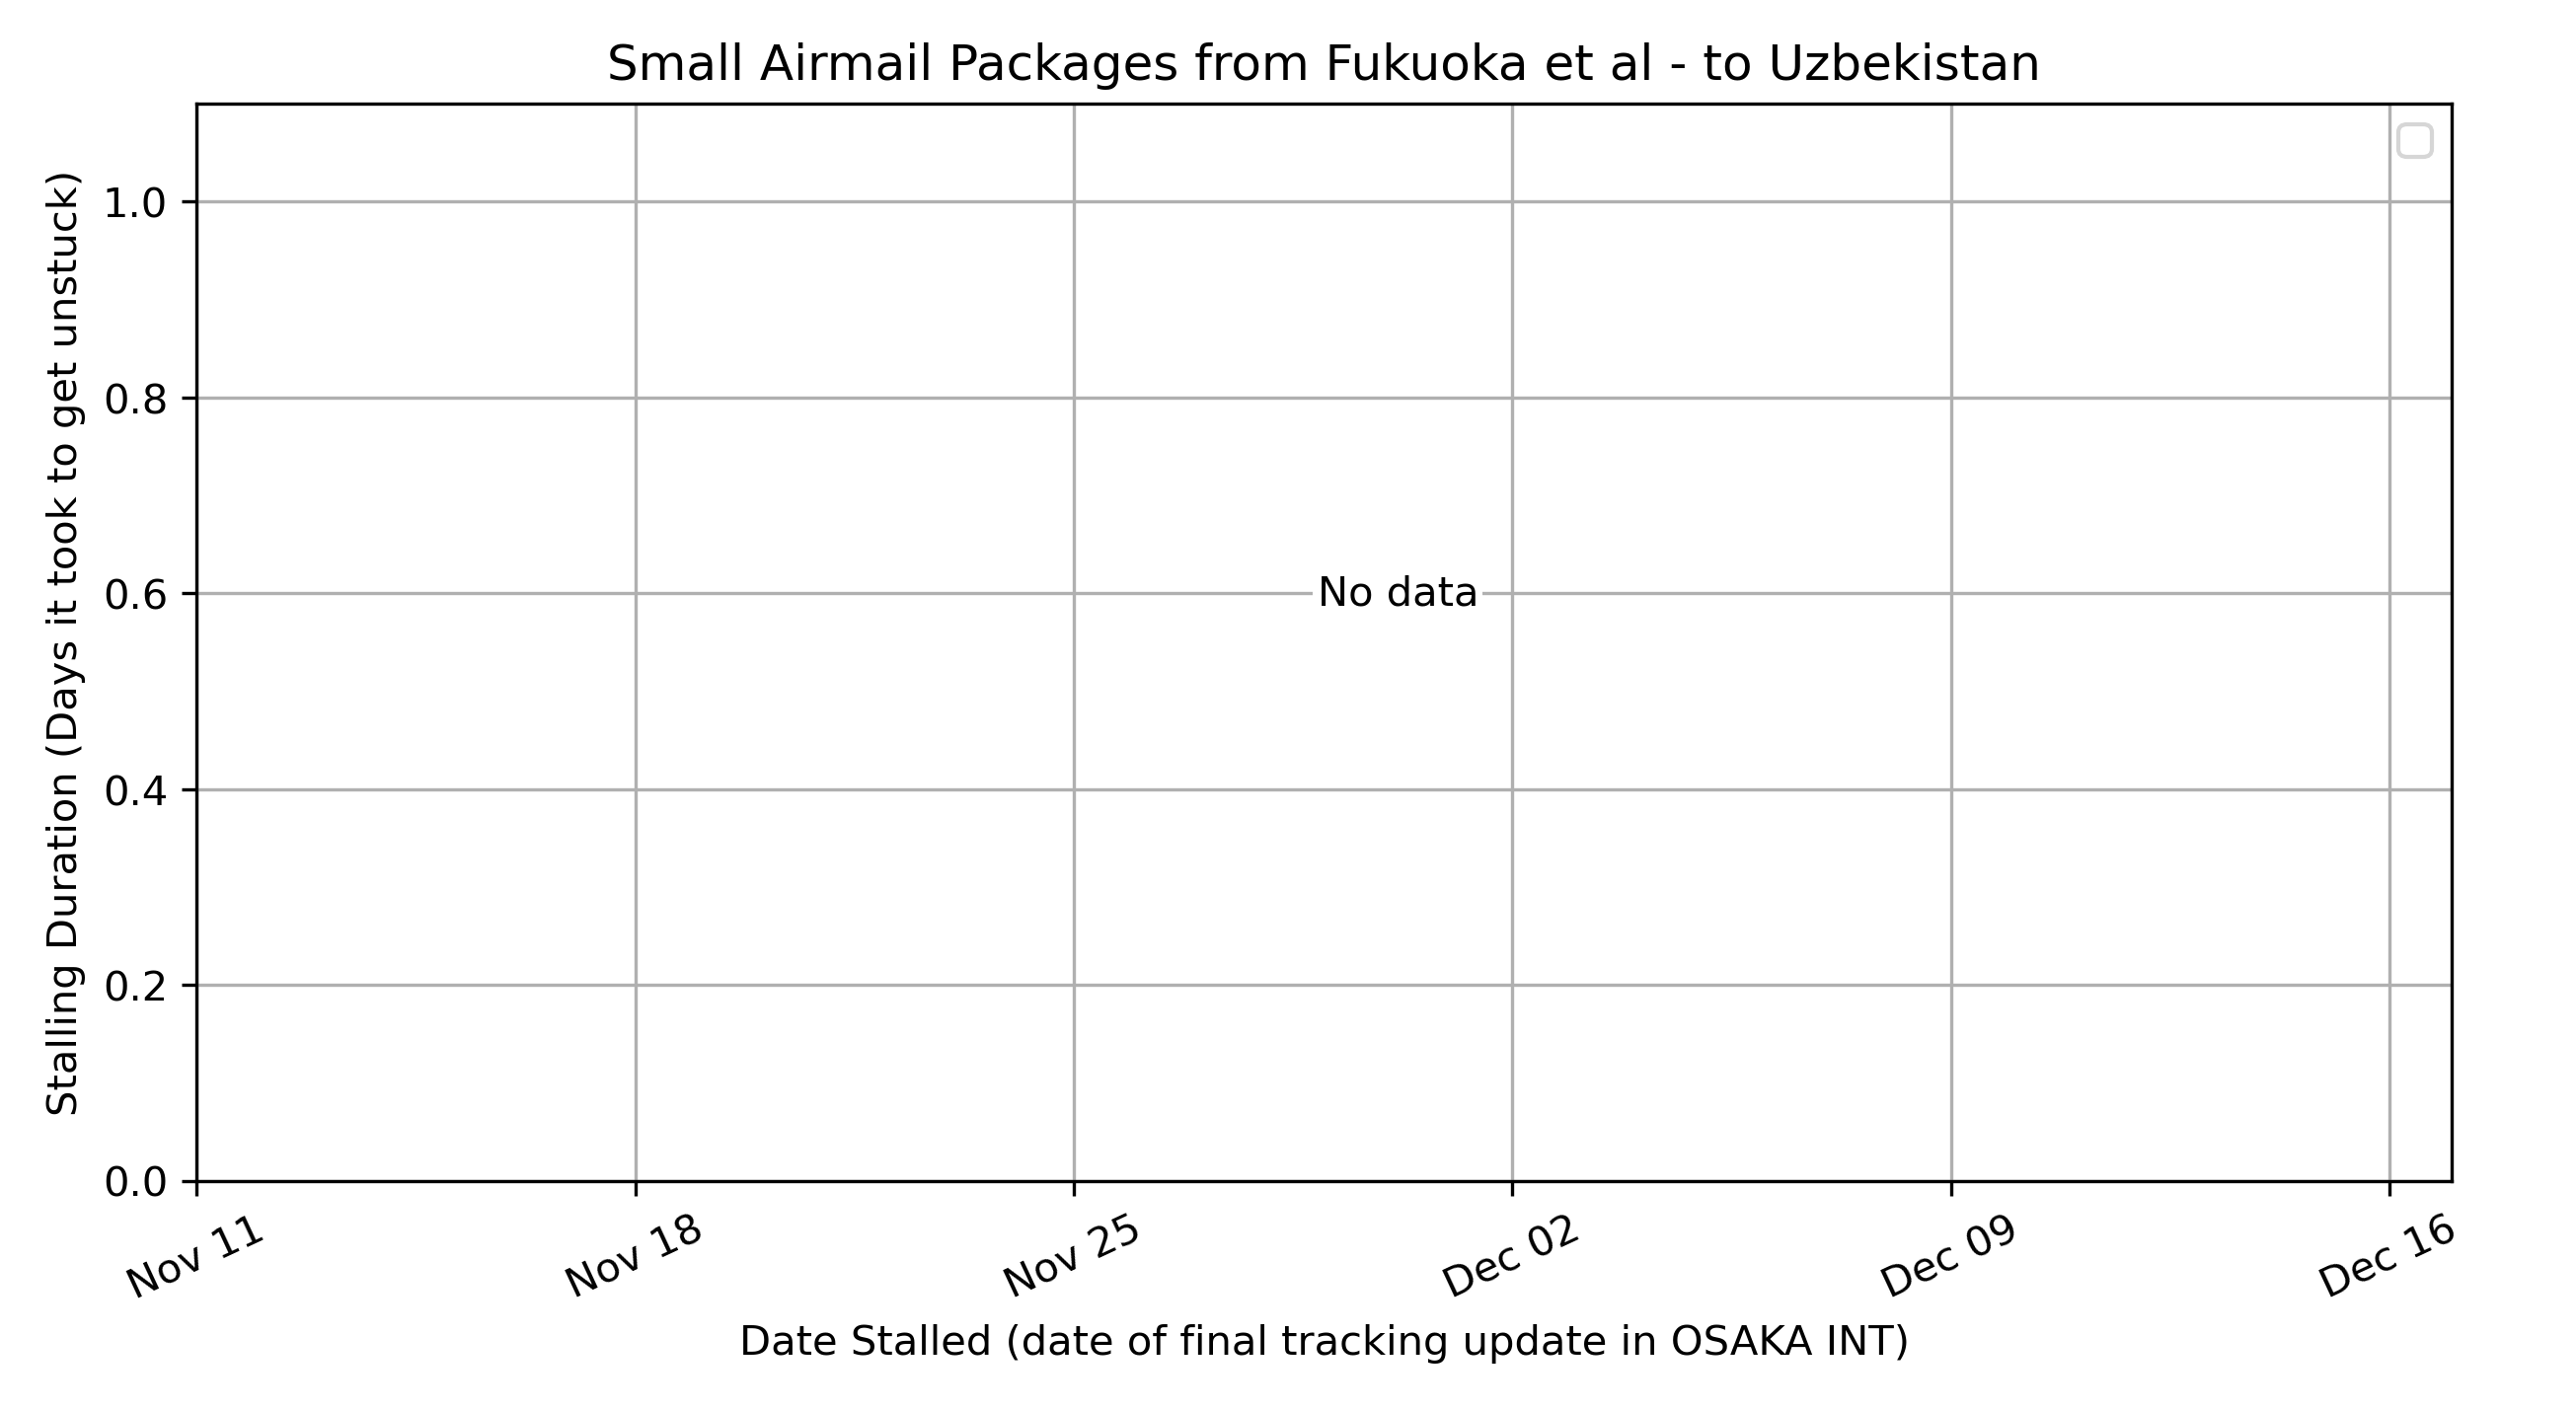 Small Airmail Packages from Fukuoka et al - to Uzbekistan
Stalling Duration (Days it took to get unstuck)
1.0
0.8
0.6
0.4
0.2
0.0
No data
Nov 11
Nov 18
Nov 25
Dec 02
Dec 09
Dec 16
Date Stalled (date of final tracking update in OSAKA INT)